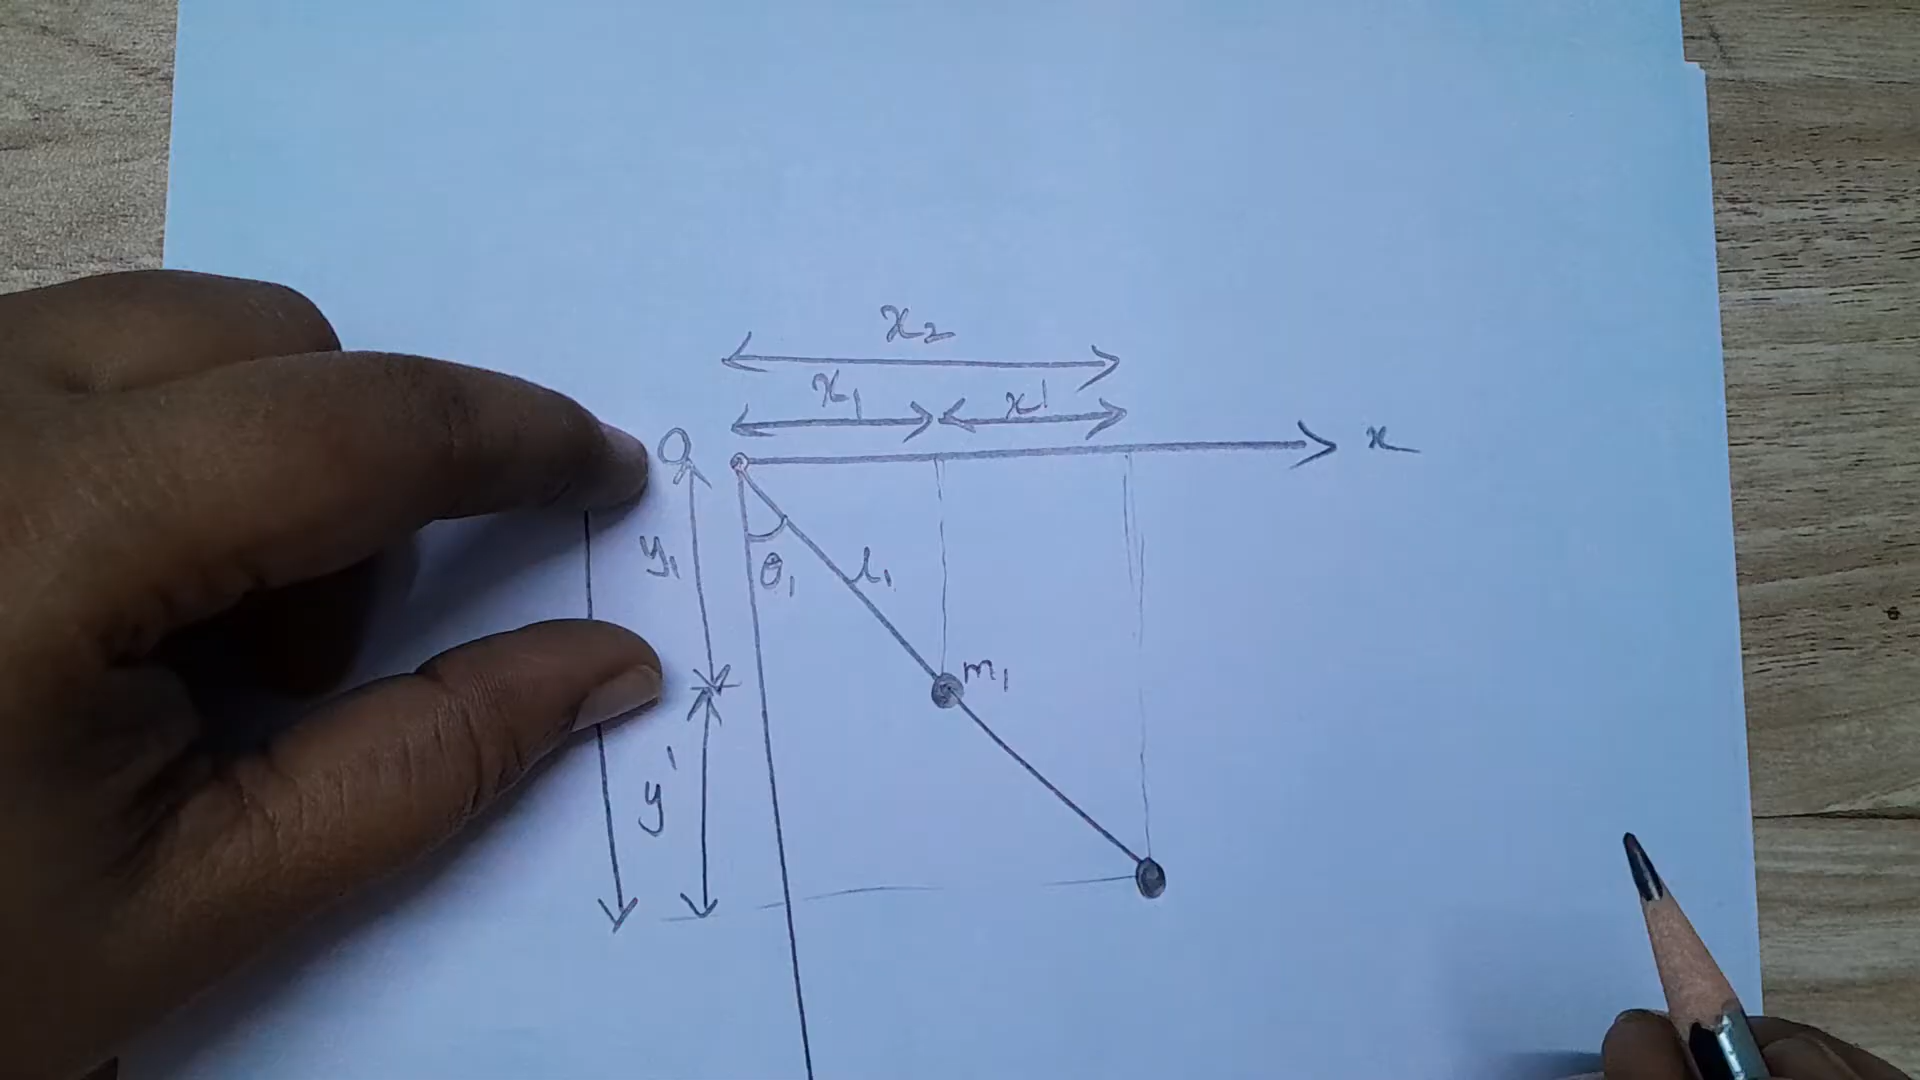 x₂
x₁ x'
O x
y₁ θ₁ l₁
m₁
y'